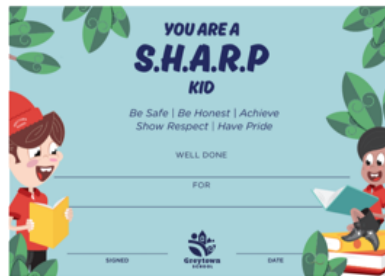 YOU ARE A
S.H.A.R.P
KID
Be Safe | Be Honest | Achieve
Show Respect | Have Pride
WELL DONE
FOR
SIGNED
Greytown
SCHOOL
DATE